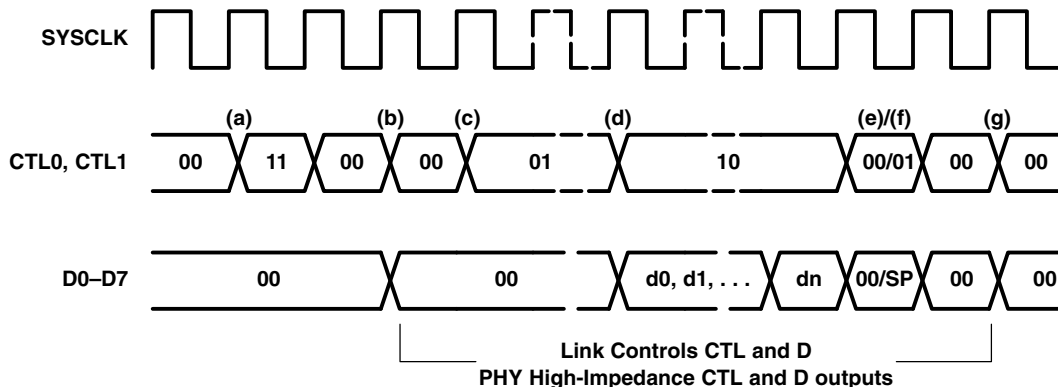 SYSCLK
(a) (b) (c) (d) (e)/(f) (g)
CTL0, CTL1 00 11 00 00 01 10 00/01 00 00
D0–D7 00 00 d0, d1, . . . dn 00/SP 00 00
Link Controls CTL and D
PHY High-Impedance CTL and D outputs